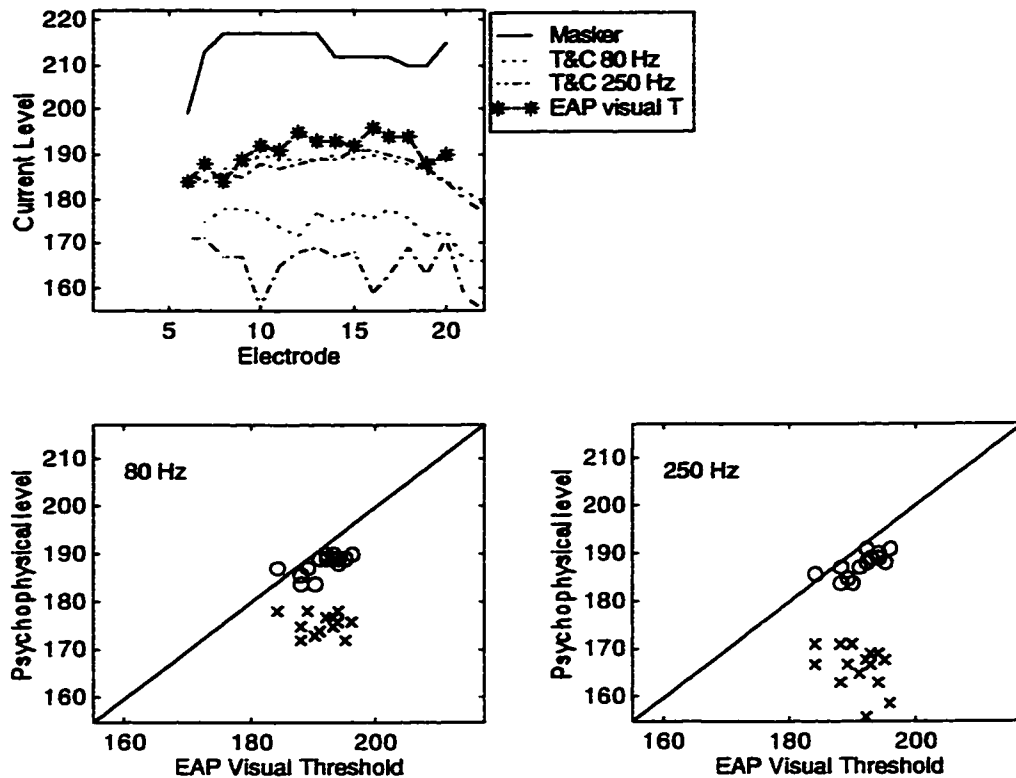 220
210
200
190
180
170
160
Current Level
5 10 15 20
Electrode
Masker
T&C 80 Hz
T&C 250 Hz
EAP visual T
80 Hz
210
200
190
180
170
160
Psychophysical level
160 180 200
EAP Visual Threshold
250 Hz
210
200
190
180
170
160
Psychophysical level
160 180 200
EAP Visual Threshold